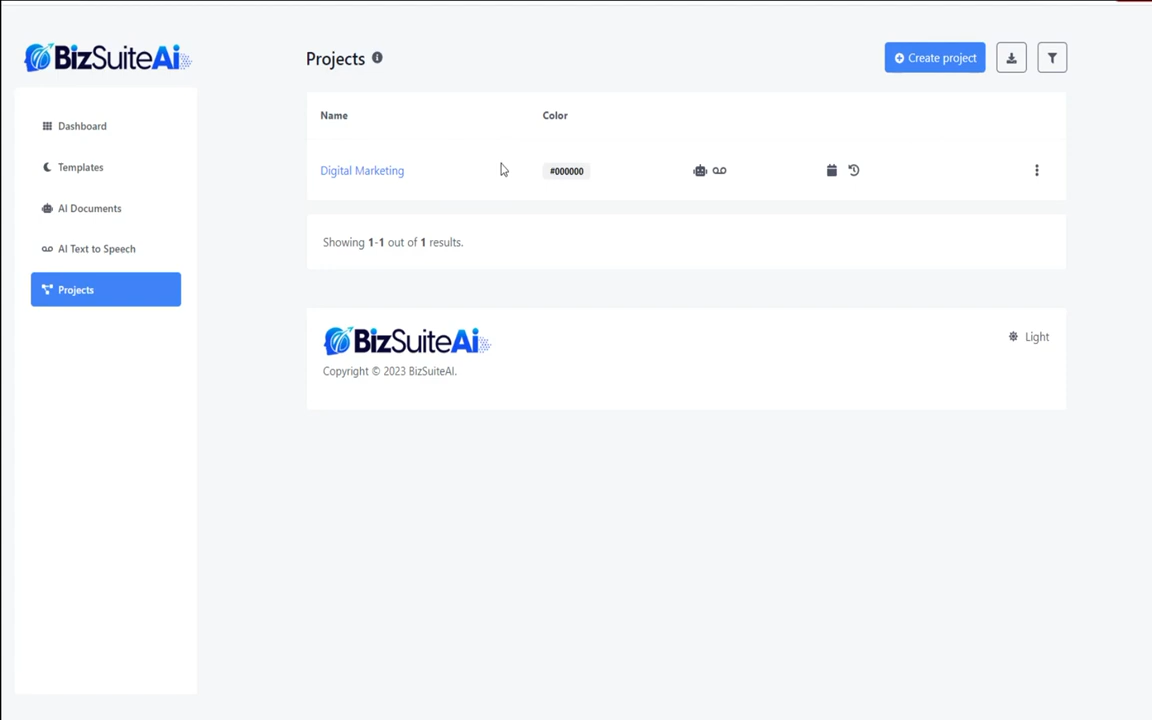 BizSuiteAi
Projects
Create project
Dashboard
Templates
AI Documents
AI Text to Speech
Projects
Name Color
Digital Marketing #000000
Showing 1-1 out of 1 results.
BizSuiteAi
Light
Copyright © 2023 BizSuiteAI.